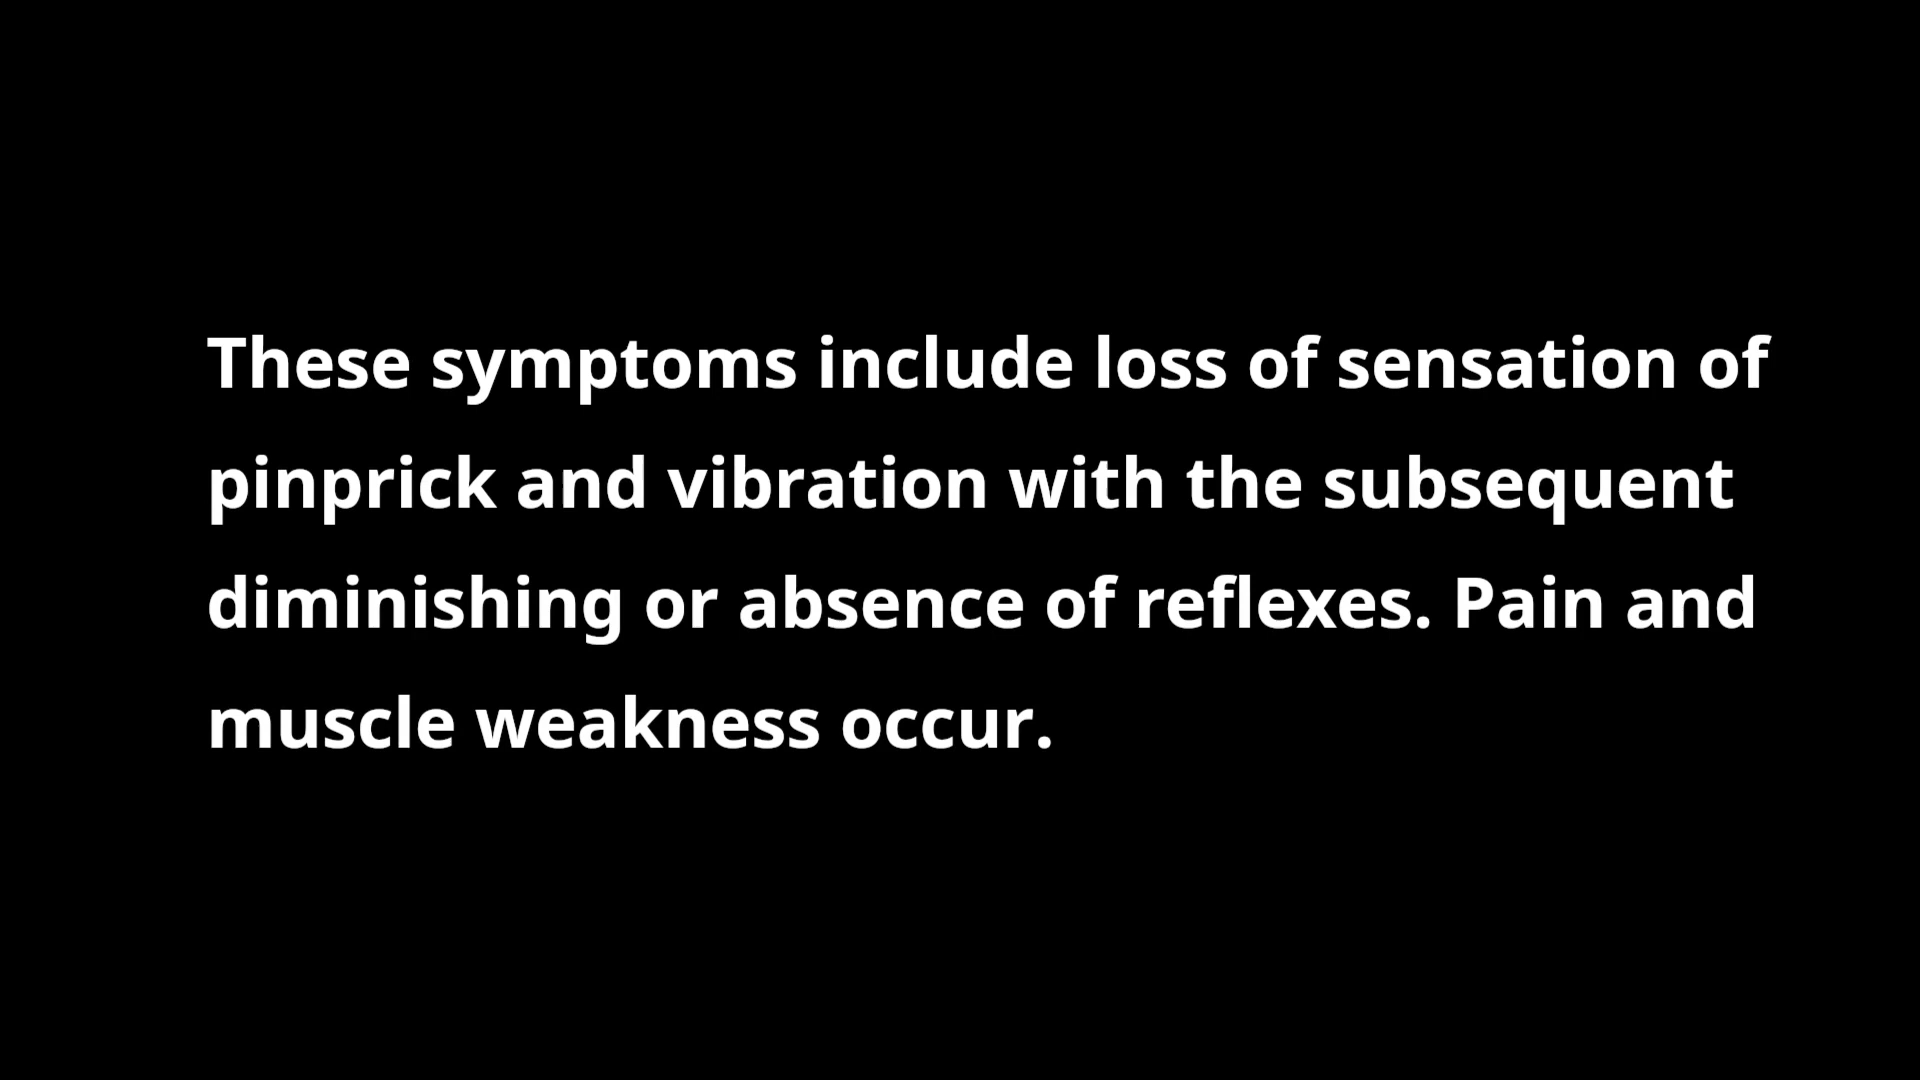 These symptoms include loss of sensation of
pinprick and vibration with the subsequent
diminishing or absence of reflexes. Pain and
muscle weakness occur.